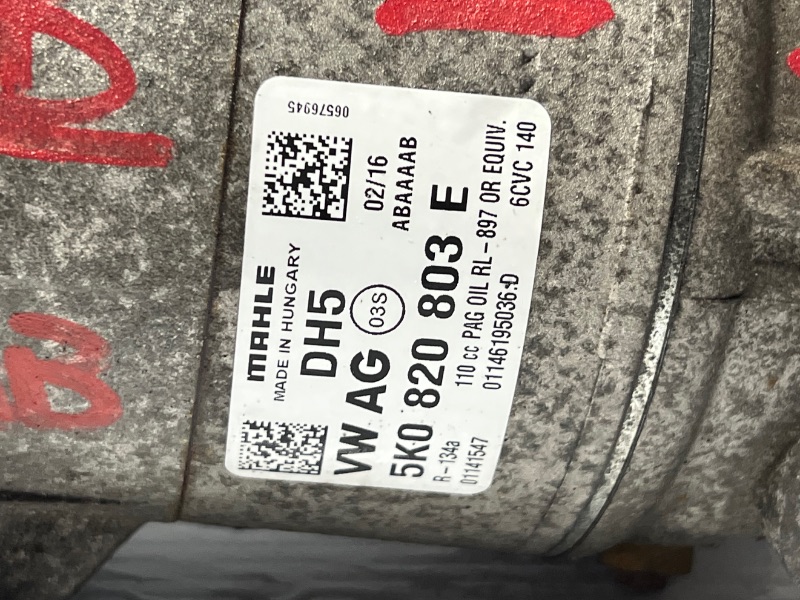 06576945
MAHLE
MADE IN HUNGARY
DH5
02/16
VW AG
03S
ABAAAAAB
5K0 820 803 E
R-134a
110 cc PAG OIL RL-897 OR EQUIV.
01141547
01146195036:D
6CVC 140